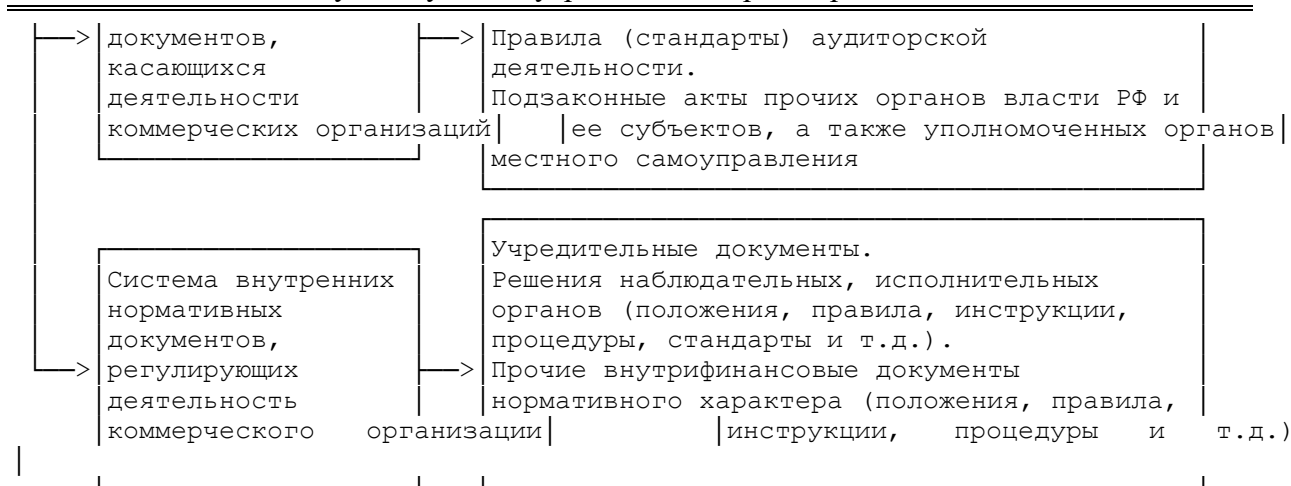 документов,
касающихся
деятельности
коммерческих организаций
Правила (стандарты) аудиторской
деятельности.
Подзаконные акты прочих органов власти РФ и
ее субъектов, а также уполномоченных органов
местного самоуправления
Система внутренних
нормативных
документов,
регулирующих
деятельность
коммерческого организации
Учредительные документы.
Решения наблюдательных, исполнительных
органов (положения, правила, инструкции,
процедуры, стандарты и т.д.).
Прочие внутрифинансовые документы
нормативного характера (положения, правила,
инструкции, процедуры и т.д.)